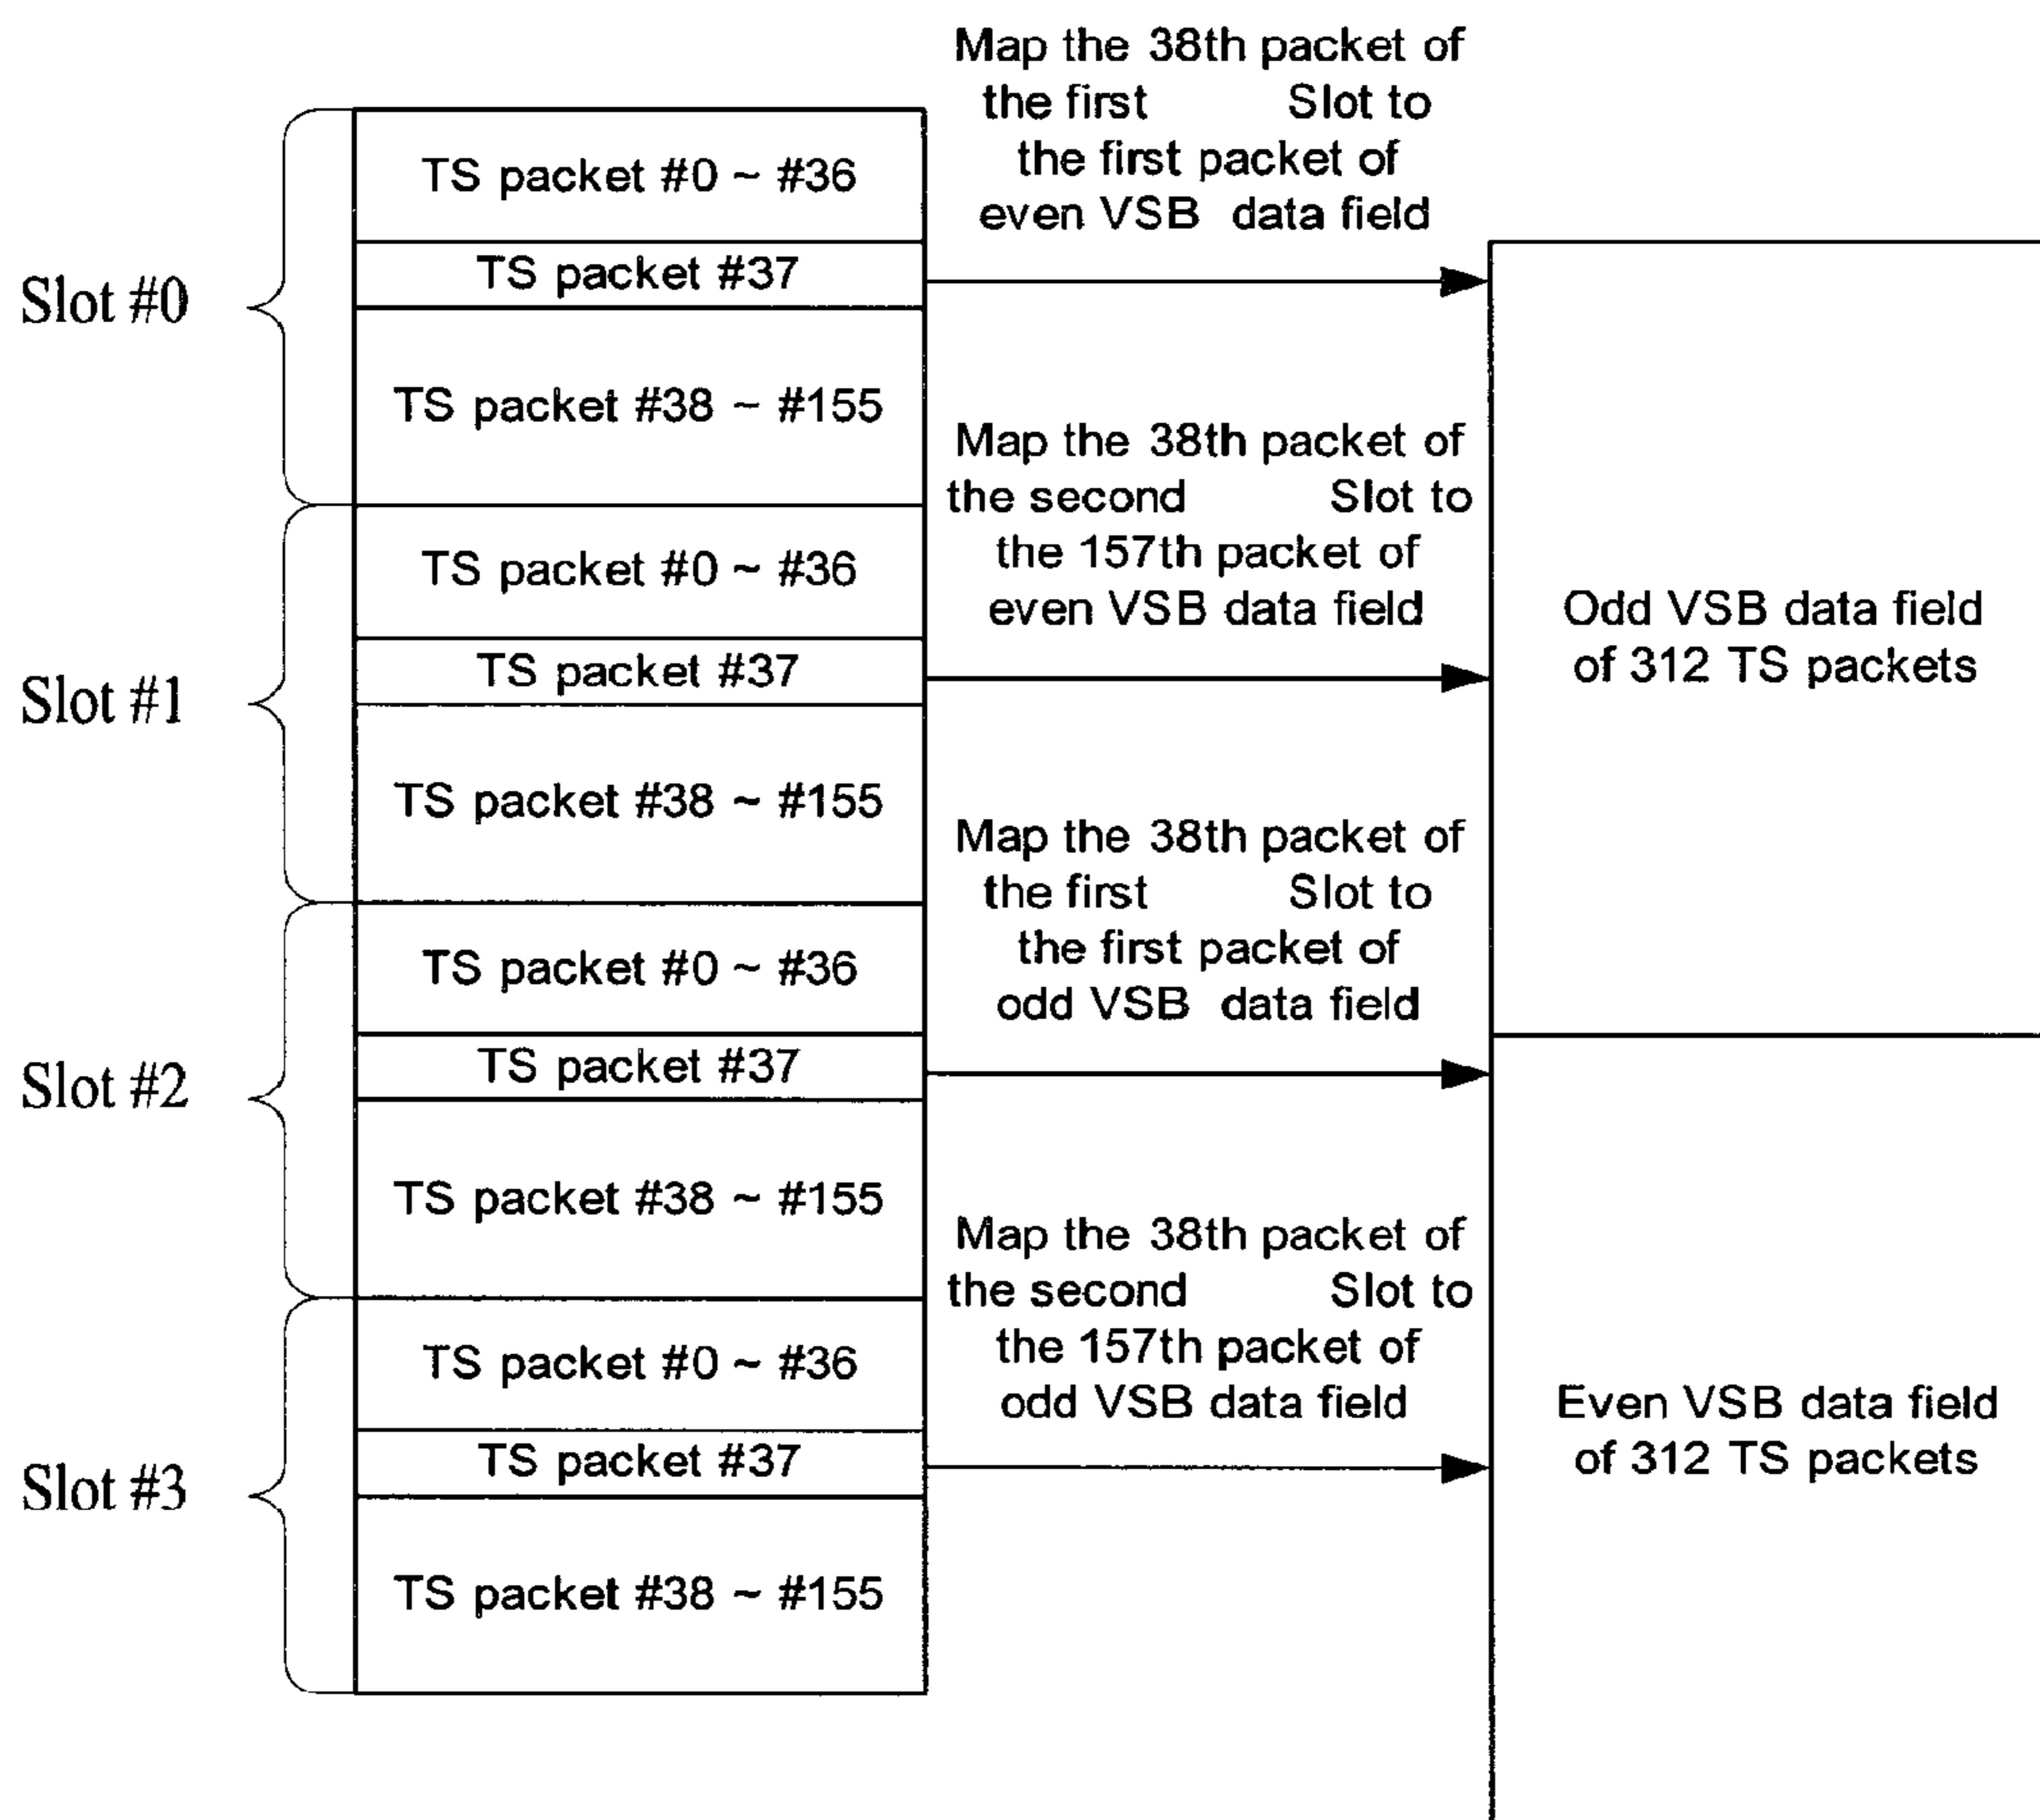 Map the 38th packet of
the first Slot to
the first packet of
even VSB data field
Slot #0
TS packet #0 ~ #36
TS packet #37
TS packet #38 ~ #155
Map the 38th packet of
the second Slot to
the 157th packet of
even VSB data field
Slot #1
TS packet #0 ~ #36
TS packet #37
TS packet #38 ~ #155
Odd VSB data field
of 312 TS packets
Map the 38th packet of
the first Slot to
the first packet of
odd VSB data field
Slot #2
TS packet #0 ~ #36
TS packet #37
TS packet #38 ~ #155
Map the 38th packet of
the second Slot to
the 157th packet of
odd VSB data field
Slot #3
TS packet #0 ~ #36
TS packet #37
TS packet #38 ~ #155
Even VSB data field
of 312 TS packets